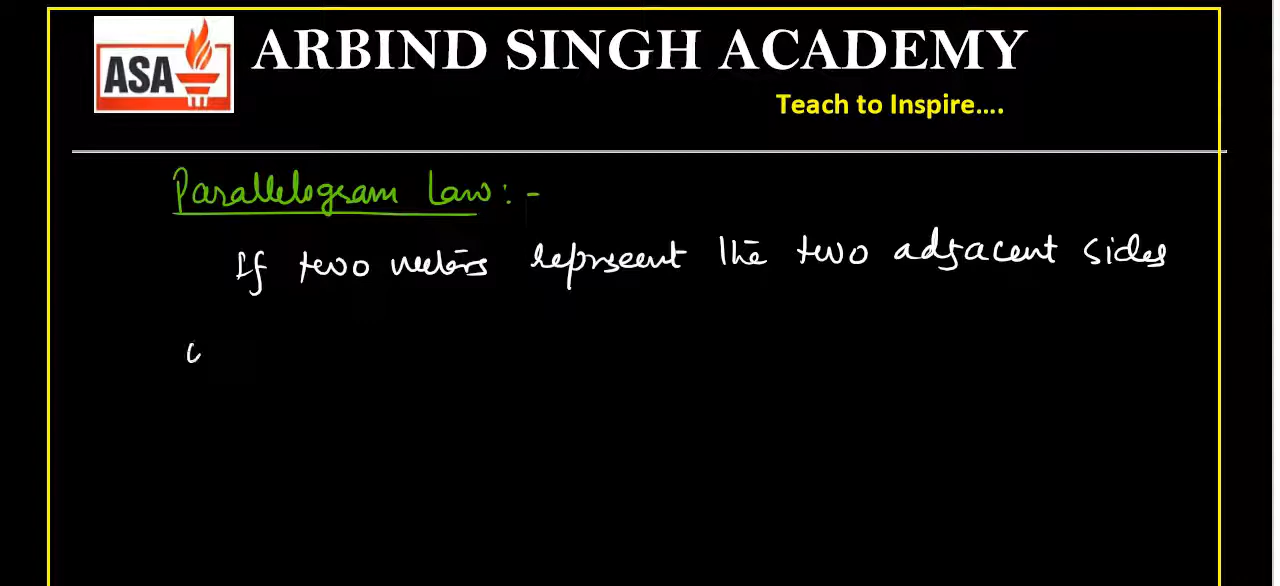 ASA
ARBIND SINGH ACADEMY
Teach to Inspire....
Parallelogram Law:-
If two vectors represent the two adjacent sides